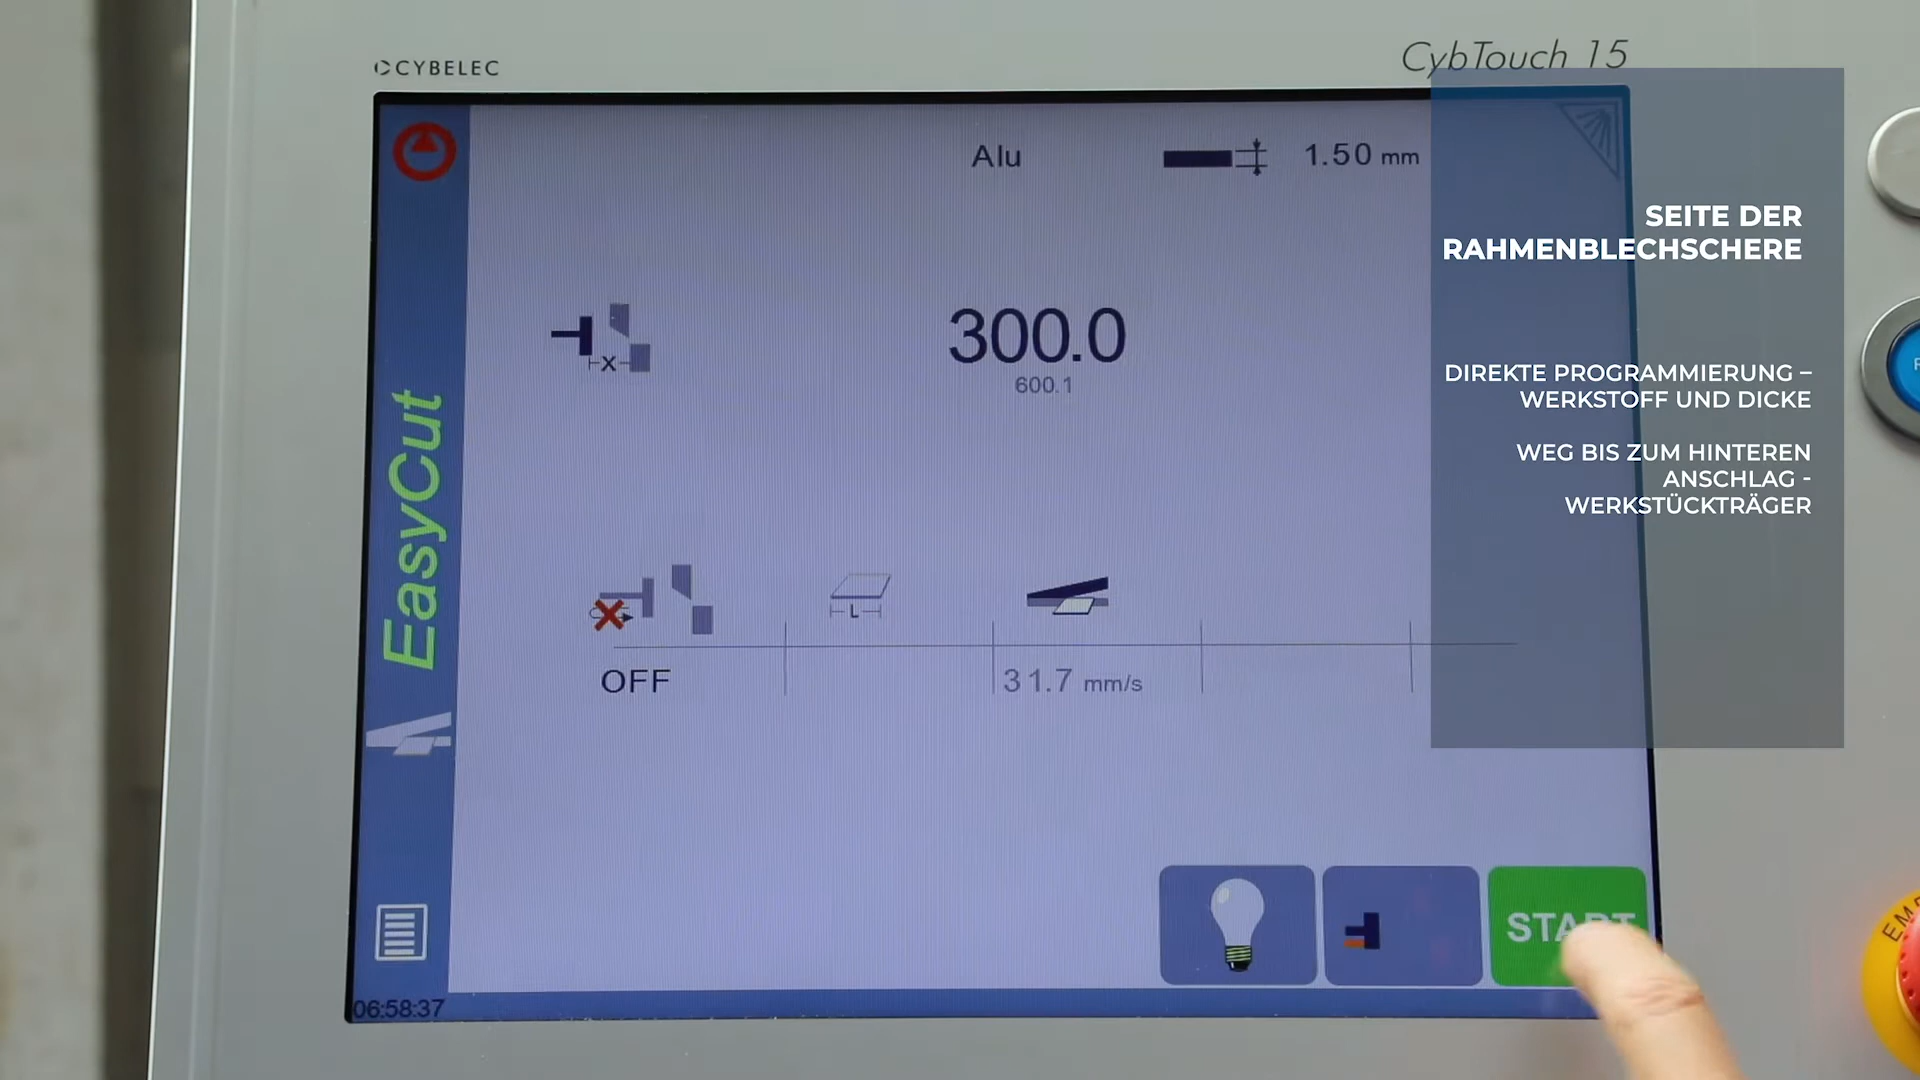 CYBELEC
CybTouch 15
Alu
1.50 mm
SEITE DER
RAHMENBLECHSCHERE
X
300.0
600.1
DIREKTE PROGRAMMIERUNG –
WERKSTOFF UND DICKE
WEG BIS ZUM HINTEREN
ANSCHLAG -
WERKSTÜCKTRÄGER
EasyCut
L
OFF
31.7 mm/s
START
06:58:37